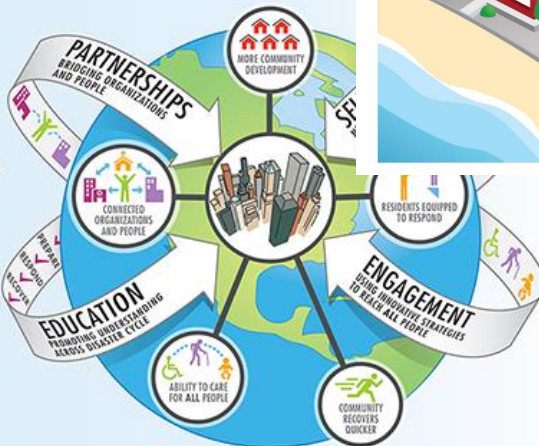 MORE COMMUNITY
DEVELOPMENT
PARTNERSHIPS
BRIDGING ORGANIZATIONS
AND PEOPLE
CONNECTED
ORGANIZATIONS
AND PEOPLE
RESIDENTS EQUIPPED
TO RESPOND
PREPARE
RESPOND
RECOVER
EDUCATION
PROMOTING UNDERSTANDING
ACROSS DISASTER CYCLE
ENGAGEMENT
USING INNOVATIVE STRATEGIES
TO REACH ALL PEOPLE
ABILITY TO CARE
FOR ALL PEOPLE
COMMUNITY
RECOVERS
QUICKER